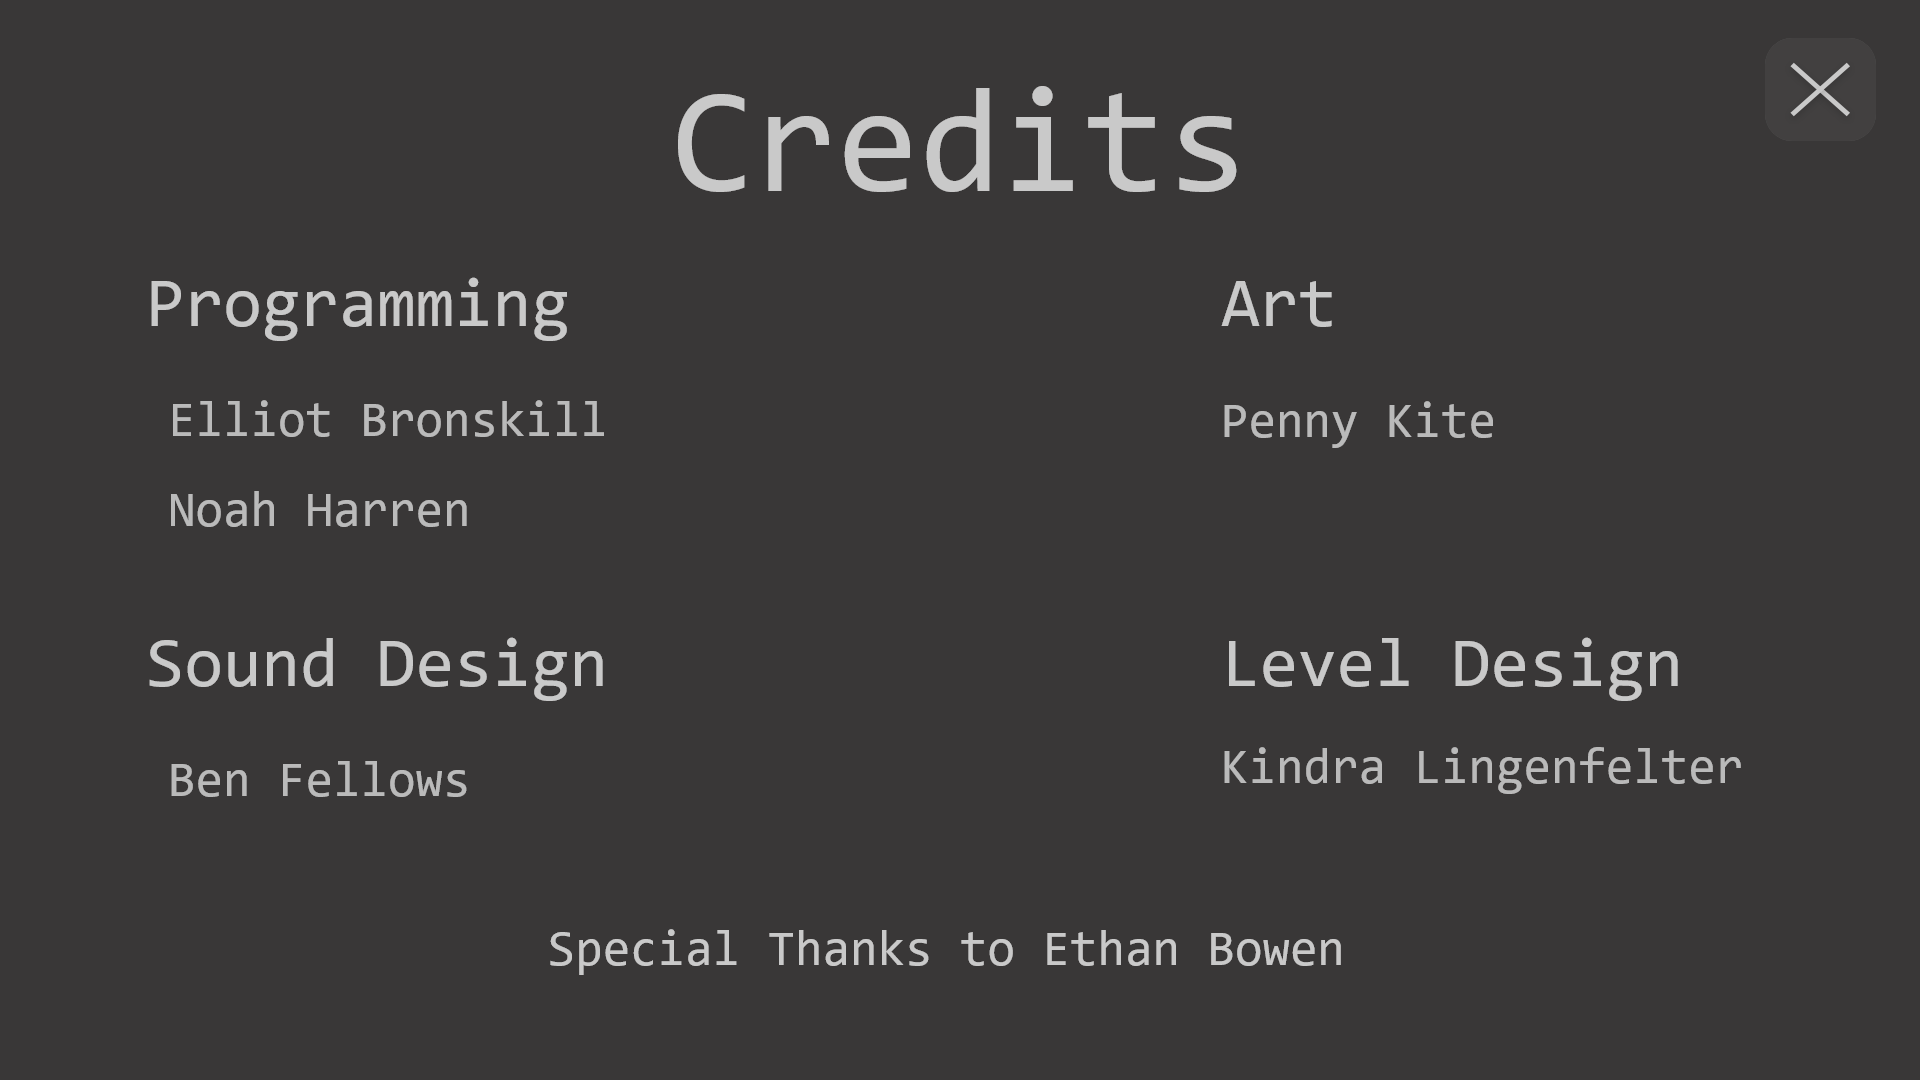 Credits
Programming
Elliot Bronskill
Noah Harren
Art
Penny Kite
Sound Design
Ben Fellows
Level Design
Kindra Lingenfelter
Special Thanks to Ethan Bowen